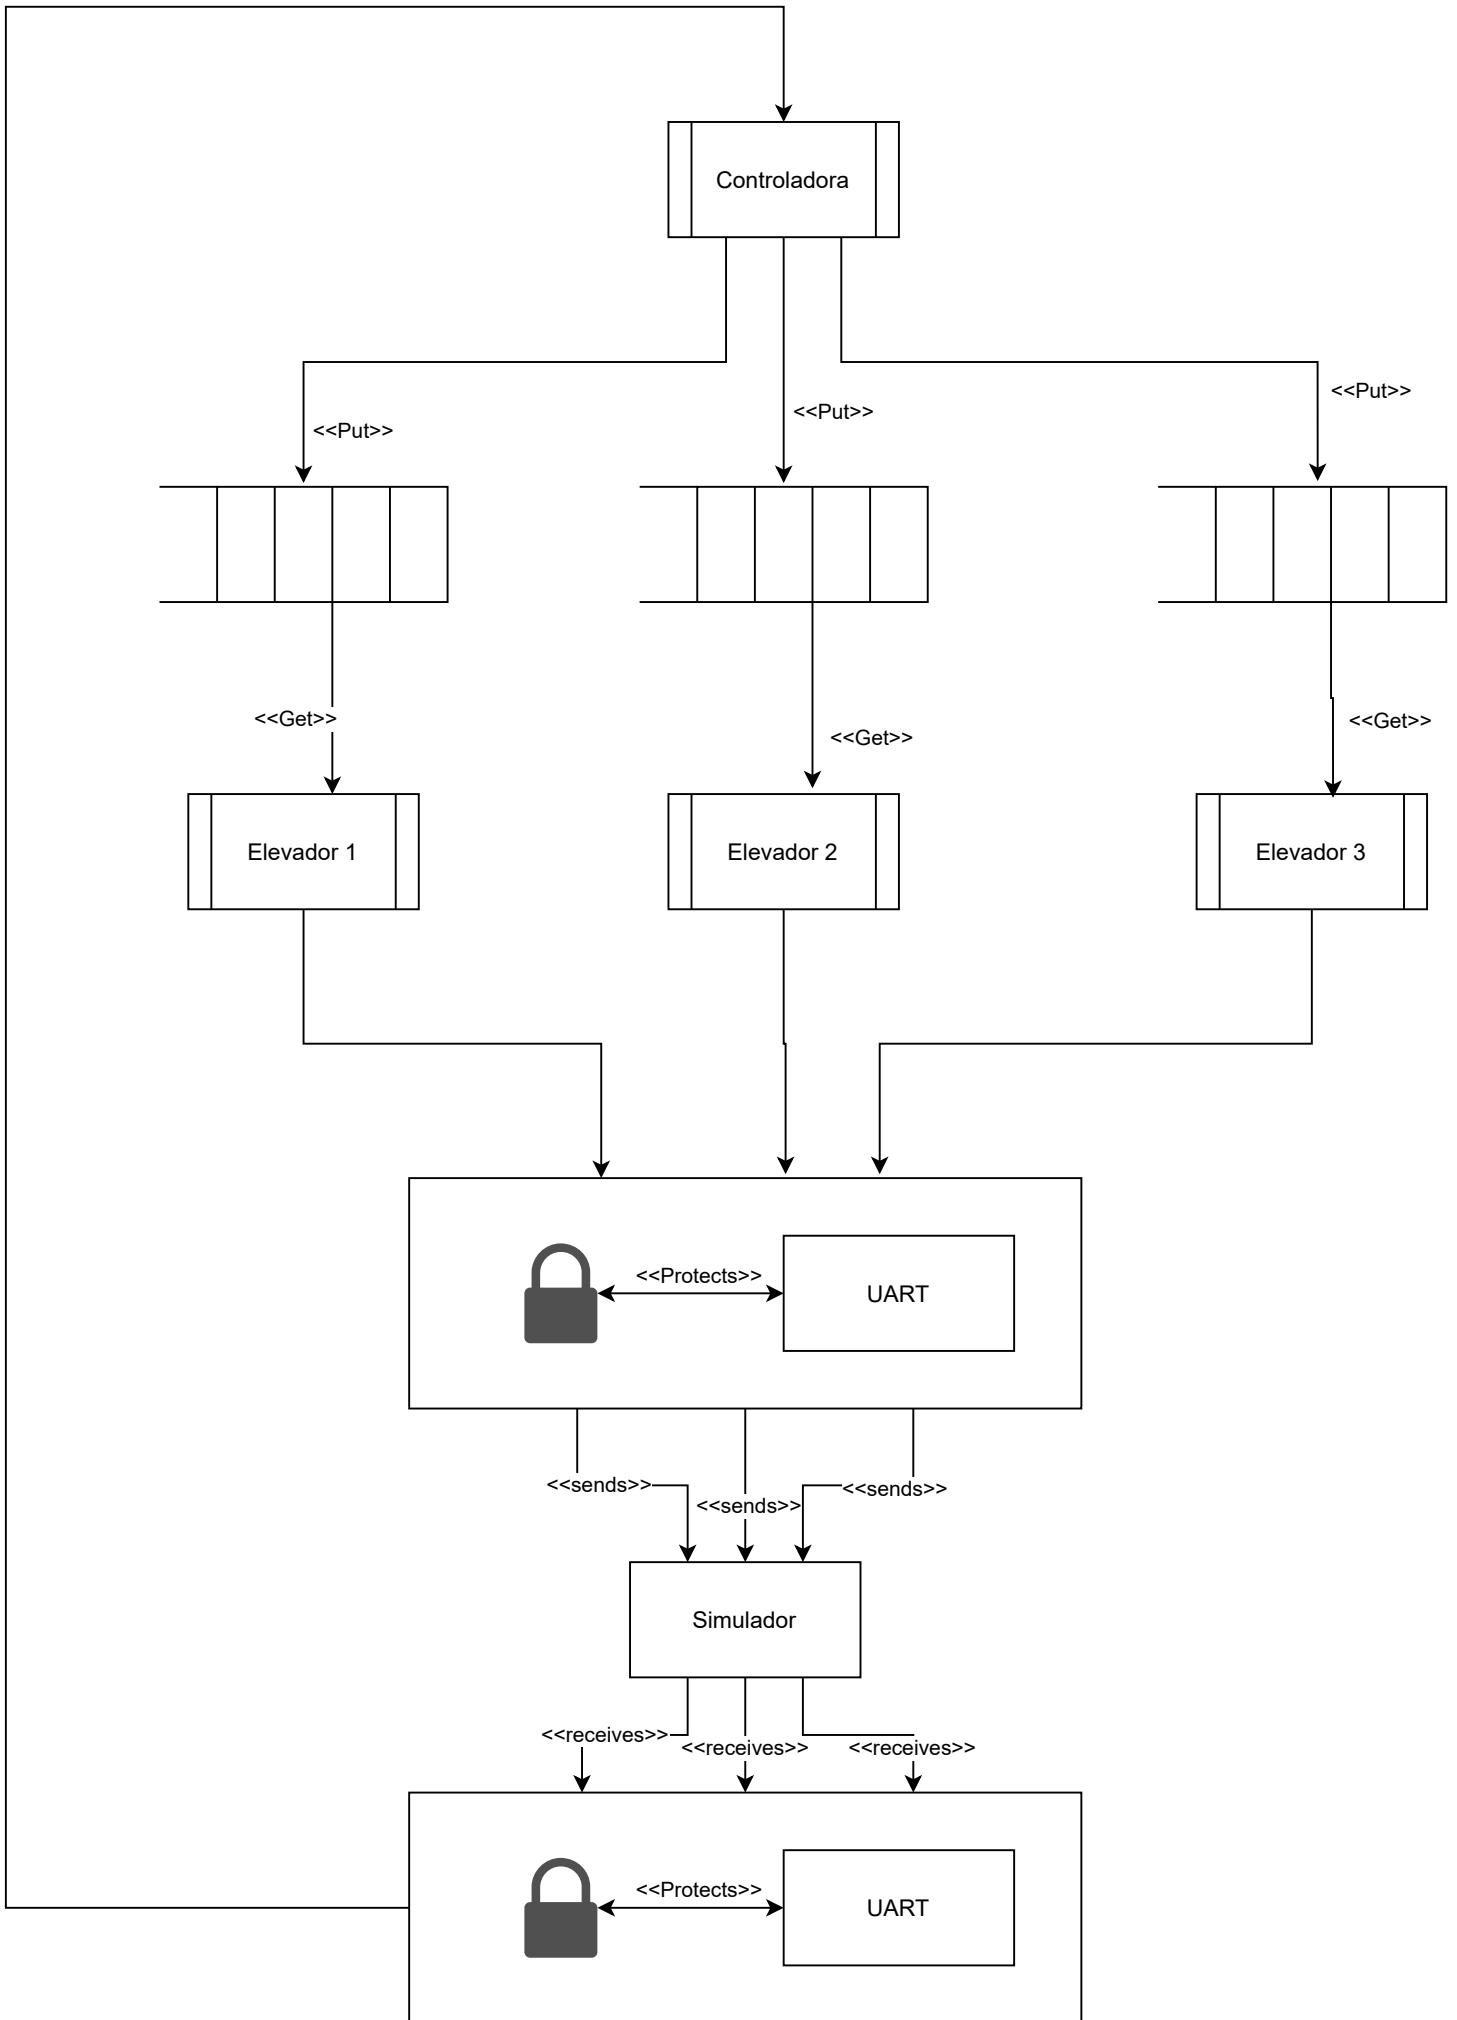 Controladora
<<Put>>
<<Put>>
<<Put>>
<<Get>>
<<Get>>
<<Get>>
Elevador 1
Elevador 2
Elevador 3
<<Protects>>
UART
<<sends>>
<<sends>>
<<sends>>
Simulador
<<receives>>
<<receives>>
<<receives>>
<<Protects>>
UART